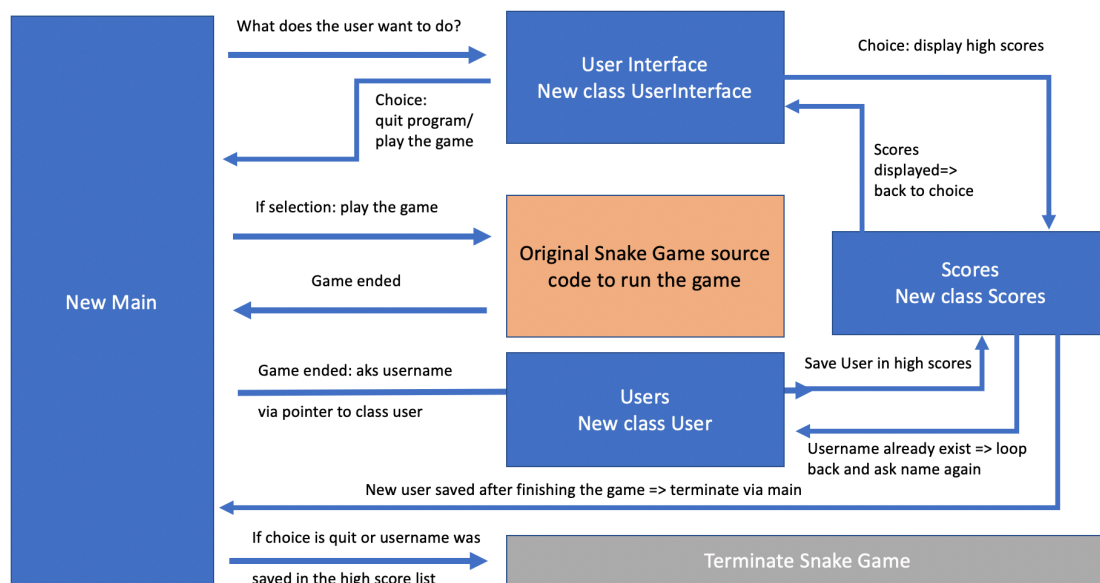 What does the user want to do?
User Interface
New class UserInterface
Choice: display high scores
Choice:
quit program/
play the game
Scores
displayed=>
back to choice
If selection: play the game
Original Snake Game source
code to run the game
Scores
New class Scores
New Main
Game ended
Game ended: aks username
via pointer to class user
Users
New class User
Save User in high scores
Username already exist => loop
back and ask name again
New user saved after finishing the game => terminate via main
If choice is quit or username was
saved in the high score list
Terminate Snake Game